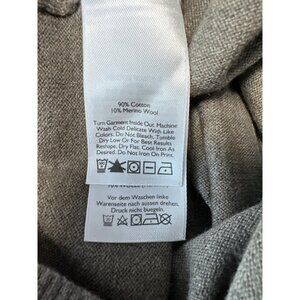 90% Cotton
10% Merino Wool
Turn Garment Inside Out. Machine
Wash Cold Delicate With Like
Colors. Do Not Bleach. Tumble
Dry Low Or For Best Results
Reshape, Dry Flat. Cool Iron As
Desired. Do Not Iron On Print.
Vor dem Waschen linke
Warenseite nach aussen drehen.
Druck nicht buegeln.